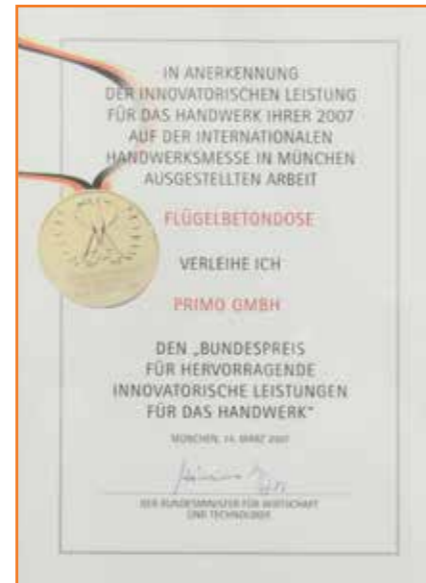 IN ANERKENNUNG
DER INNOVATORISCHEN LEISTUNG
FÜR DAS HANDWERK IHRER 2007
AUF DER INTERNATIONALEN
HANDWERKSMESSE IN MÜNCHEN
AUSGESTELLTEN ARBEIT
FLÜGELBETONDOSE
VERLEIHE ICH
PRIMO GMBH
DEN „BUNDESPREIS
FÜR HERVORRAGENDE
INNOVATORISCHE LEISTUNGEN
FÜR DAS HANDWERK“
MÜNCHEN, 14. MÄRZ 2007
DER BUNDESMINISTER FÜR WIRTSCHAFT
UND TECHNOLOGIE